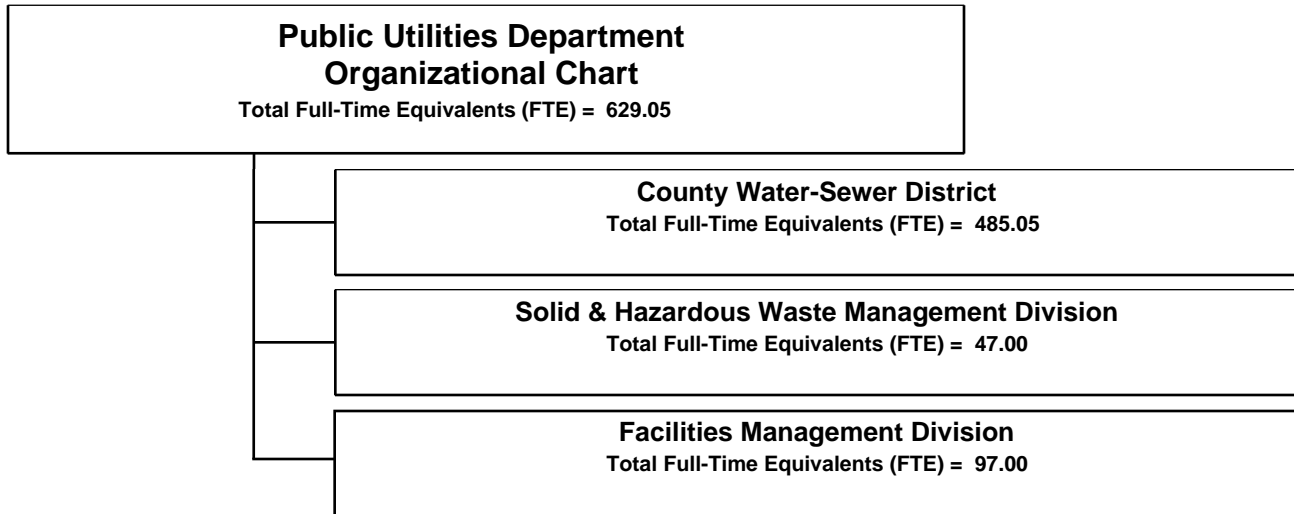 Public Utilities Department
Organizational Chart
Total Full-Time Equivalents (FTE) = 629.05
County Water-Sewer District
Total Full-Time Equivalents (FTE) = 485.05
Solid & Hazardous Waste Management Division
Total Full-Time Equivalents (FTE) = 47.00
Facilities Management Division
Total Full-Time Equivalents (FTE) = 97.00